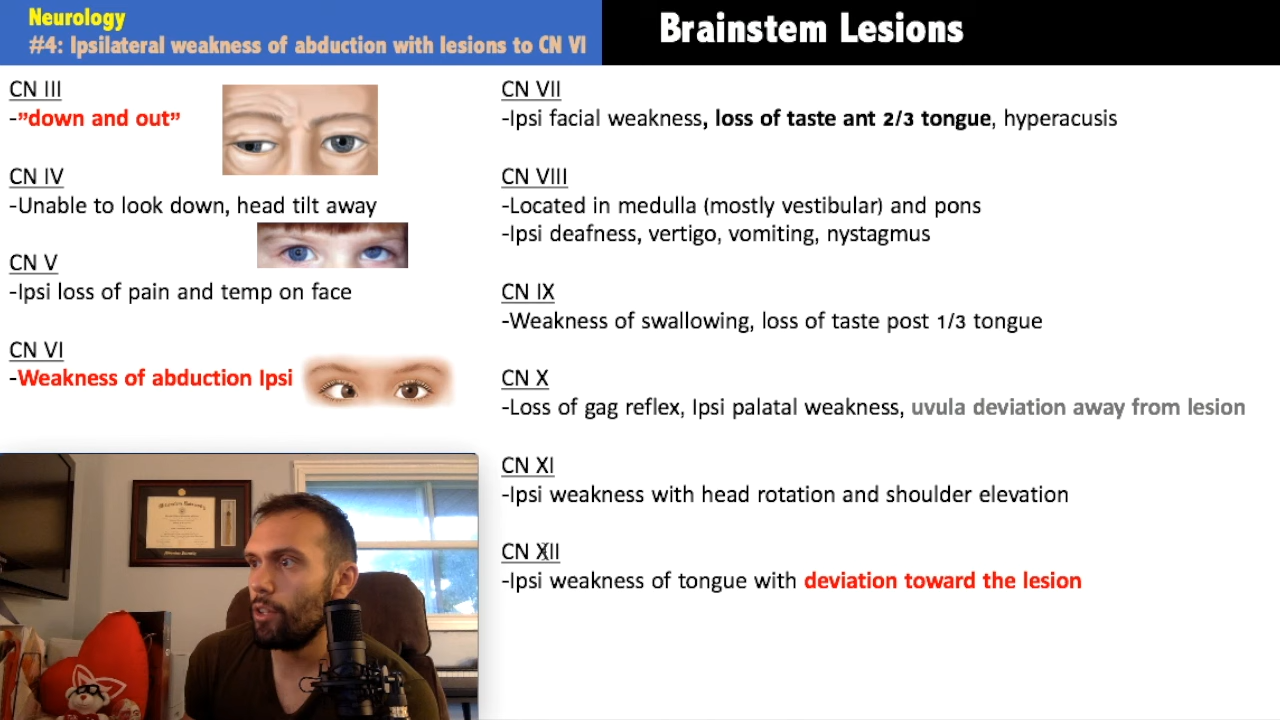 Neurology
#4: Ipsilateral weakness of abduction with lesions to CN VI
Brainstem Lesions
CN III
-”down and out”
CN IV
-Unable to look down, head tilt away
CN V
-Ipsi loss of pain and temp on face
CN VI
-Weakness of abduction Ipsi
CN VII
-Ipsi facial weakness, loss of taste ant 2/3 tongue, hyperacusis
CN VIII
-Located in medulla (mostly vestibular) and pons
-Ipsi deafness, vertigo, vomiting, nystagmus
CN IX
-Weakness of swallowing, loss of taste post 1/3 tongue
CN X
-Loss of gag reflex, Ipsi palatal weakness, uvula deviation away from lesion
CN XI
-Ipsi weakness with head rotation and shoulder elevation
CN XII
-Ipsi weakness of tongue with deviation toward the lesion